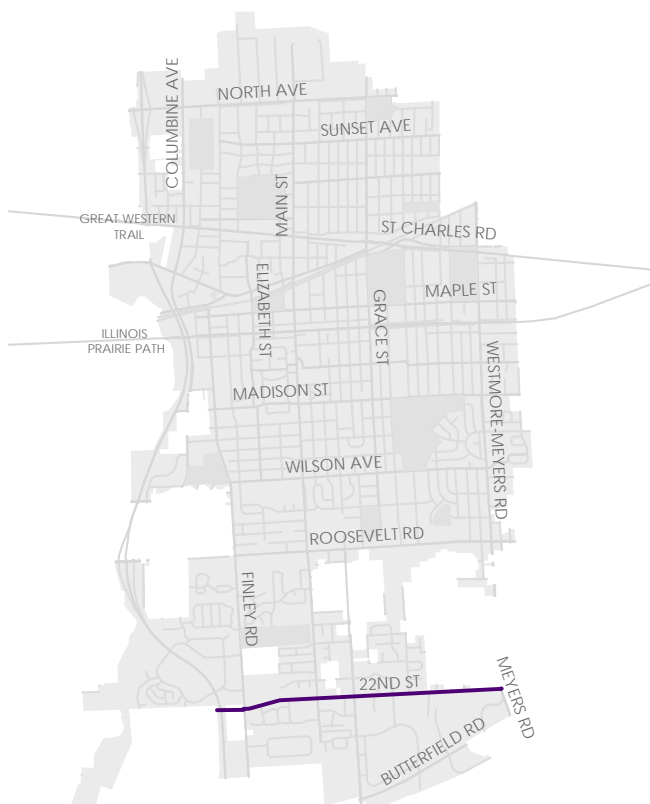 COLUMBINE AVE
NORTH AVE
SUNSET AVE
MAIN ST
GREAT WESTERN
TRAIL
ST CHARLES RD
ELIZABETH ST
GRACE ST
MAPLE ST
ILLINOIS
PRAIRIE PATH
WESTMORE-MEYERS RD
MADISON ST
WILSON AVE
ROOSEVELT RD
FINLEY RD
22ND ST
MEYERS RD
BUTTERFIELD RD